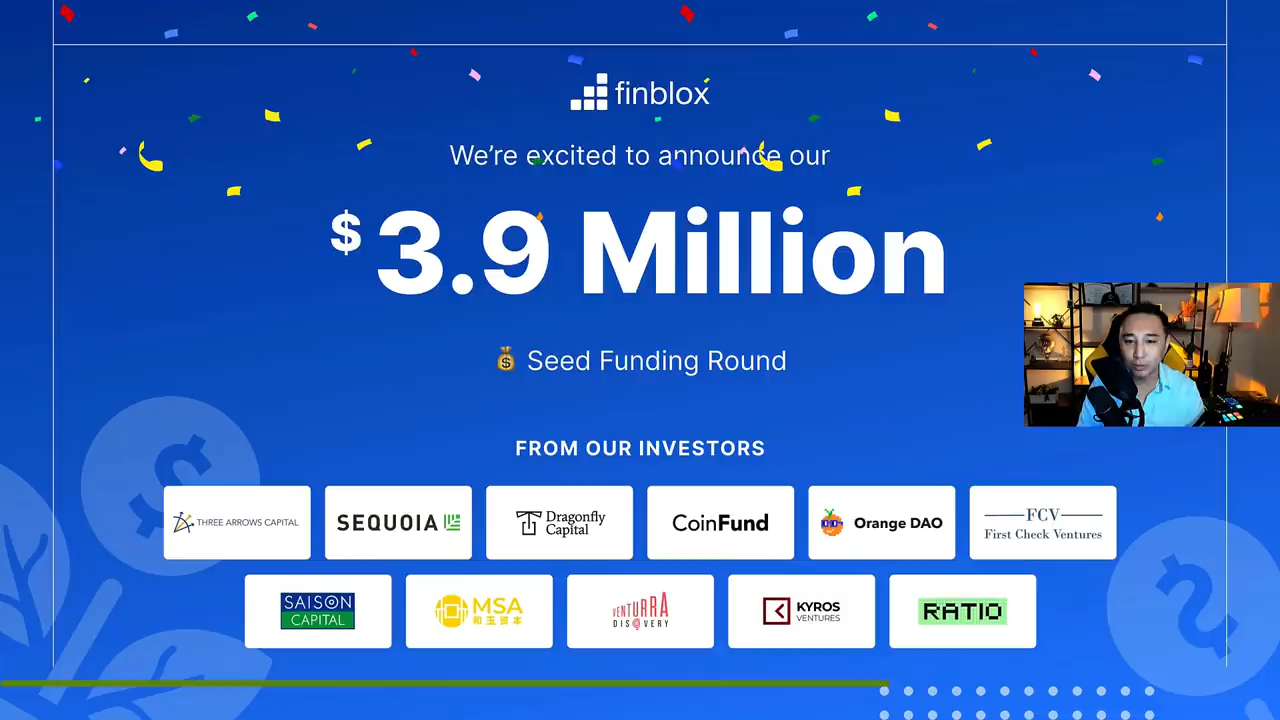 finblox
We're excited to announce our
$ 3.9 Million
💰 Seed Funding Round
FROM OUR INVESTORS
THREE ARROWS CAPITAL
SEQUOIA
Dragonfly
Capital
CoinFund
Orange DAO
FCV
First Check Ventures
SAISON
CAPITAL
MSA
和玉资本
VENTURRA
DISCOVERY
KYROS
VENTURES
RATIO